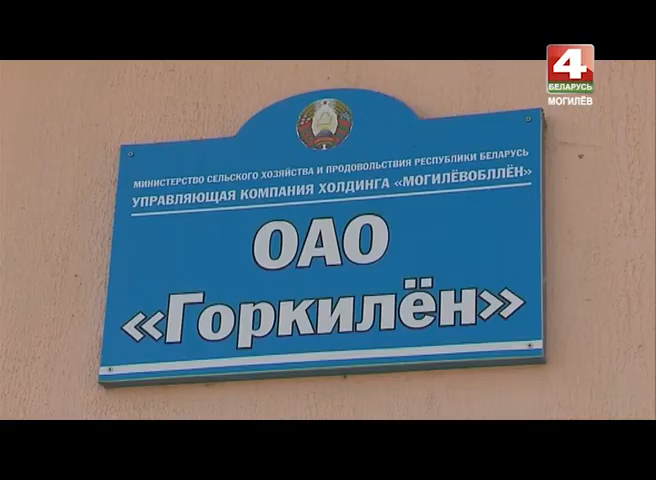 4
БЕЛАРУСЬ
МОГИЛЁВ
МИНИСТЕРСТВО СЕЛЬСКОГО ХОЗЯЙСТВА И ПРОДОВОЛЬСТВИЯ РЕСПУБЛИКИ БЕЛАРУСЬ
УПРАВЛЯЮЩАЯ КОМПАНИЯ ХОЛДИНГА «МОГИЛЁВОБЛЛЁН»
ОАО
«Горкилён»